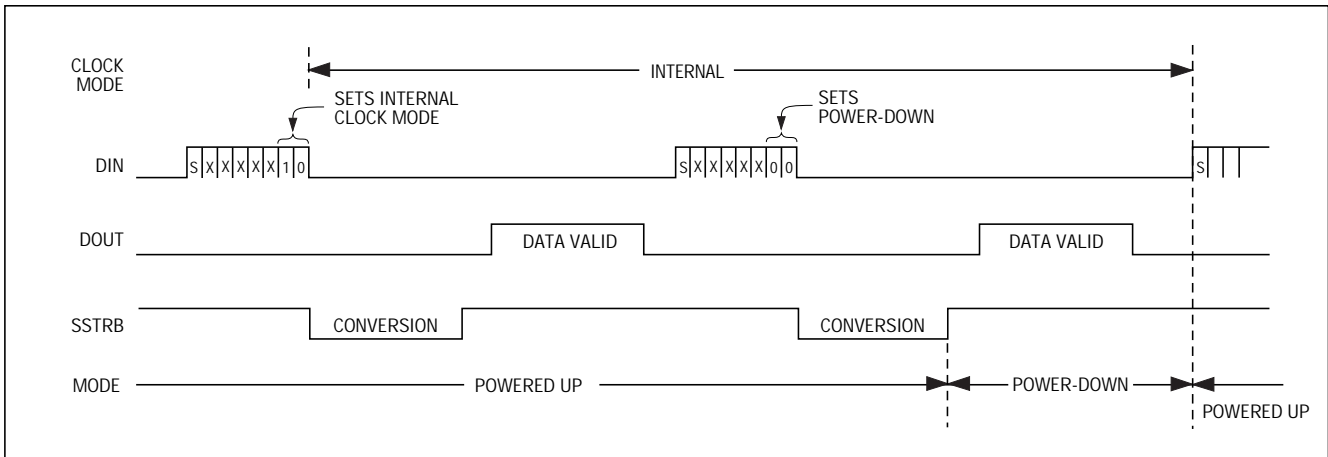 CLOCK
MODE
INTERNAL
SETS INTERNAL
CLOCK MODE
SETS
POWER-DOWN
DIN
S X X X X X 1 0
S X X X X X 0 0
S
DOUT
DATA VALID
DATA VALID
SSTRB
CONVERSION
CONVERSION
MODE
POWERED UP
POWER-DOWN
POWERED UP